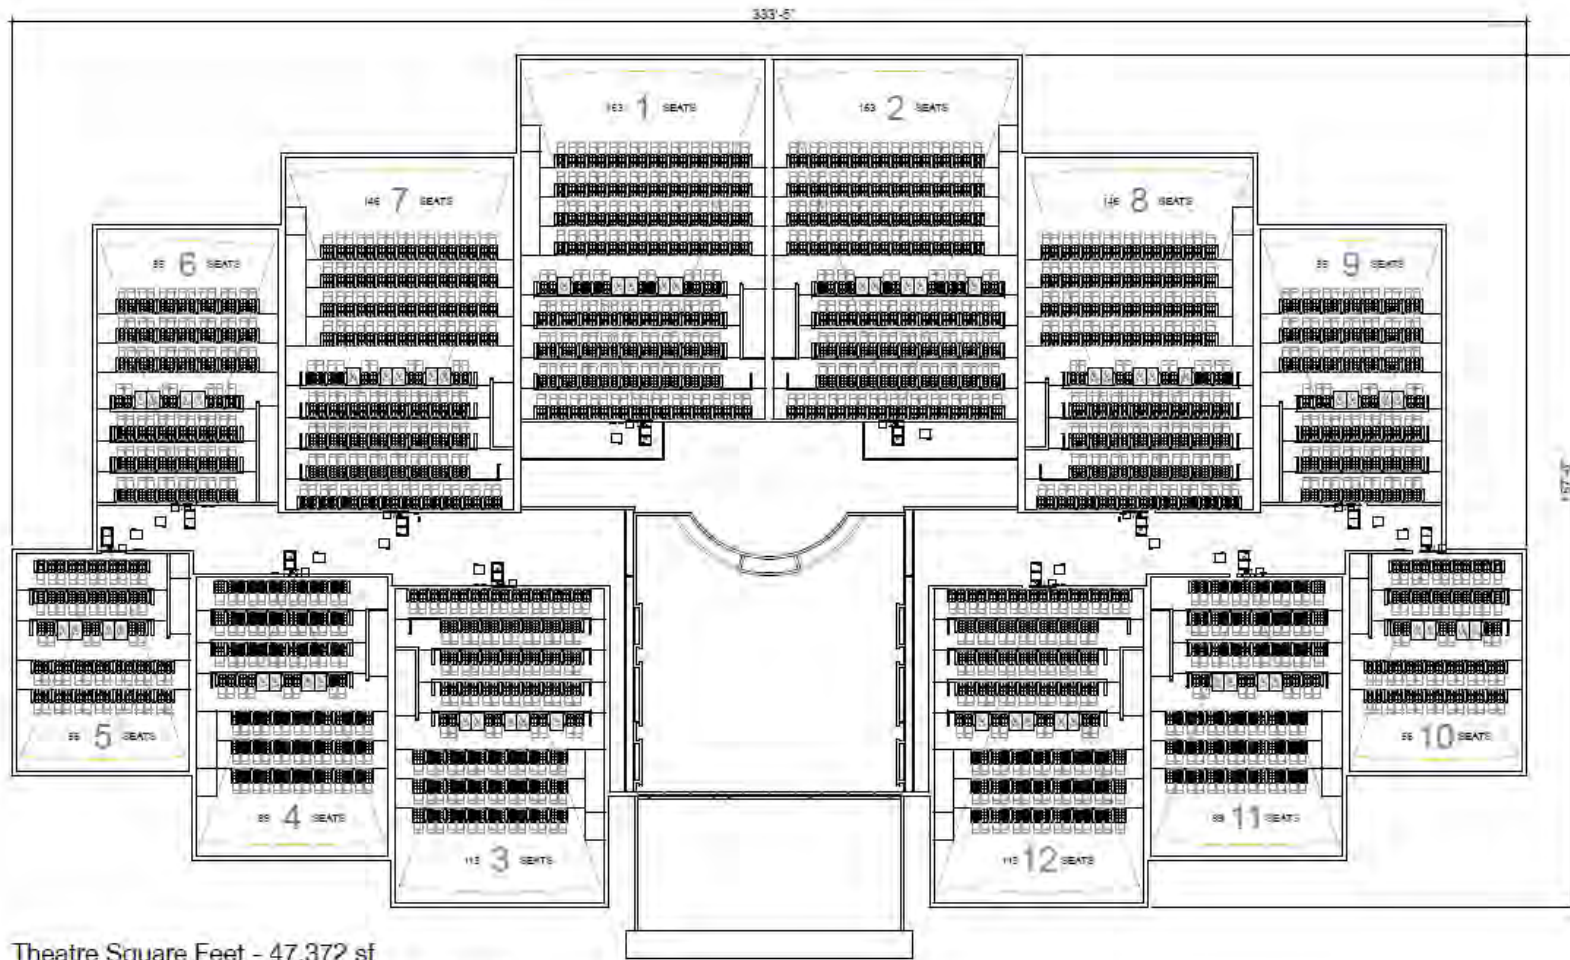 333'-5"
163 1 SEATS
163 2 SEATS
146 7 SEATS
146 8 SEATS
6 SEATS
9 SEATS
5 SEATS
10 SEATS
4 SEATS
11 SEATS
113 3 SEATS
113 12 SEATS
Theatre Square Feet - 47,372 sf